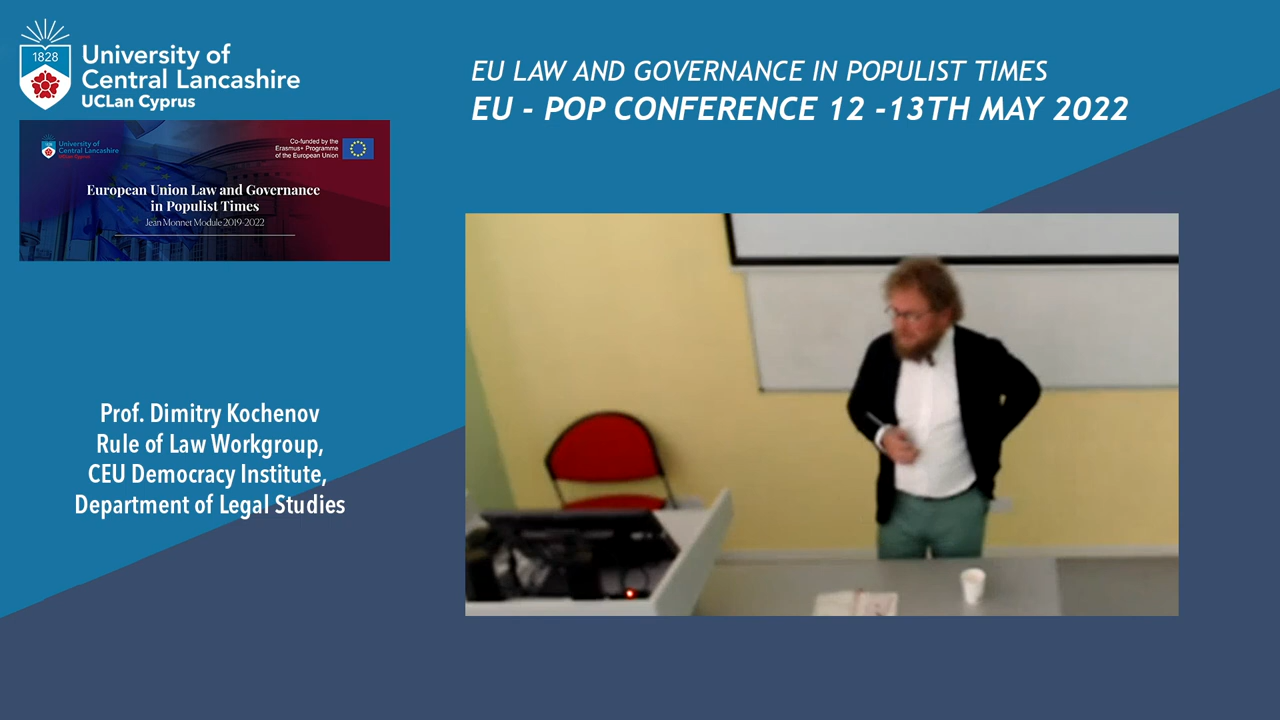 1828
University of
Central Lancashire
UCLan Cyprus
EU LAW AND GOVERNANCE IN POPULIST TIMES
EU - POP CONFERENCE 12 -13TH MAY 2022
University of
Central Lancashire
UCLan Cyprus
Co-funded by the
Erasmus+ Programme
of the European Union
European Union Law and Governance
in Populist Times
Jean Monnet Module 2019-2022
Prof. Dimitry Kochenov
Rule of Law Workgroup,
CEU Democracy Institute,
Department of Legal Studies